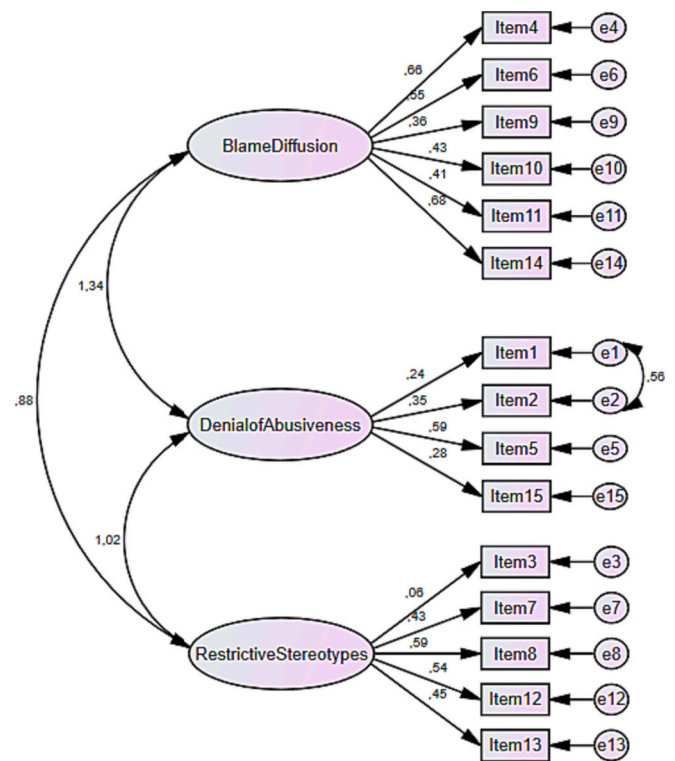 Item4 e4
,66
Item6 e6
,55
Item9 e9
,36
BlameDiffusion
Item10 e10
,43
Item11 e11
,41
Item14 e14
,68
1,34
Item1 e1
,24
,56
,88
Item2 e2
,35
DenialofAbusiveness
Item5 e5
,59
Item15 e15
,28
1,02
Item3 e3
,06
Item7 e7
,43
RestrictiveStereotypes
Item8 e8
,59
Item12 e12
,54
Item13 e13
,45